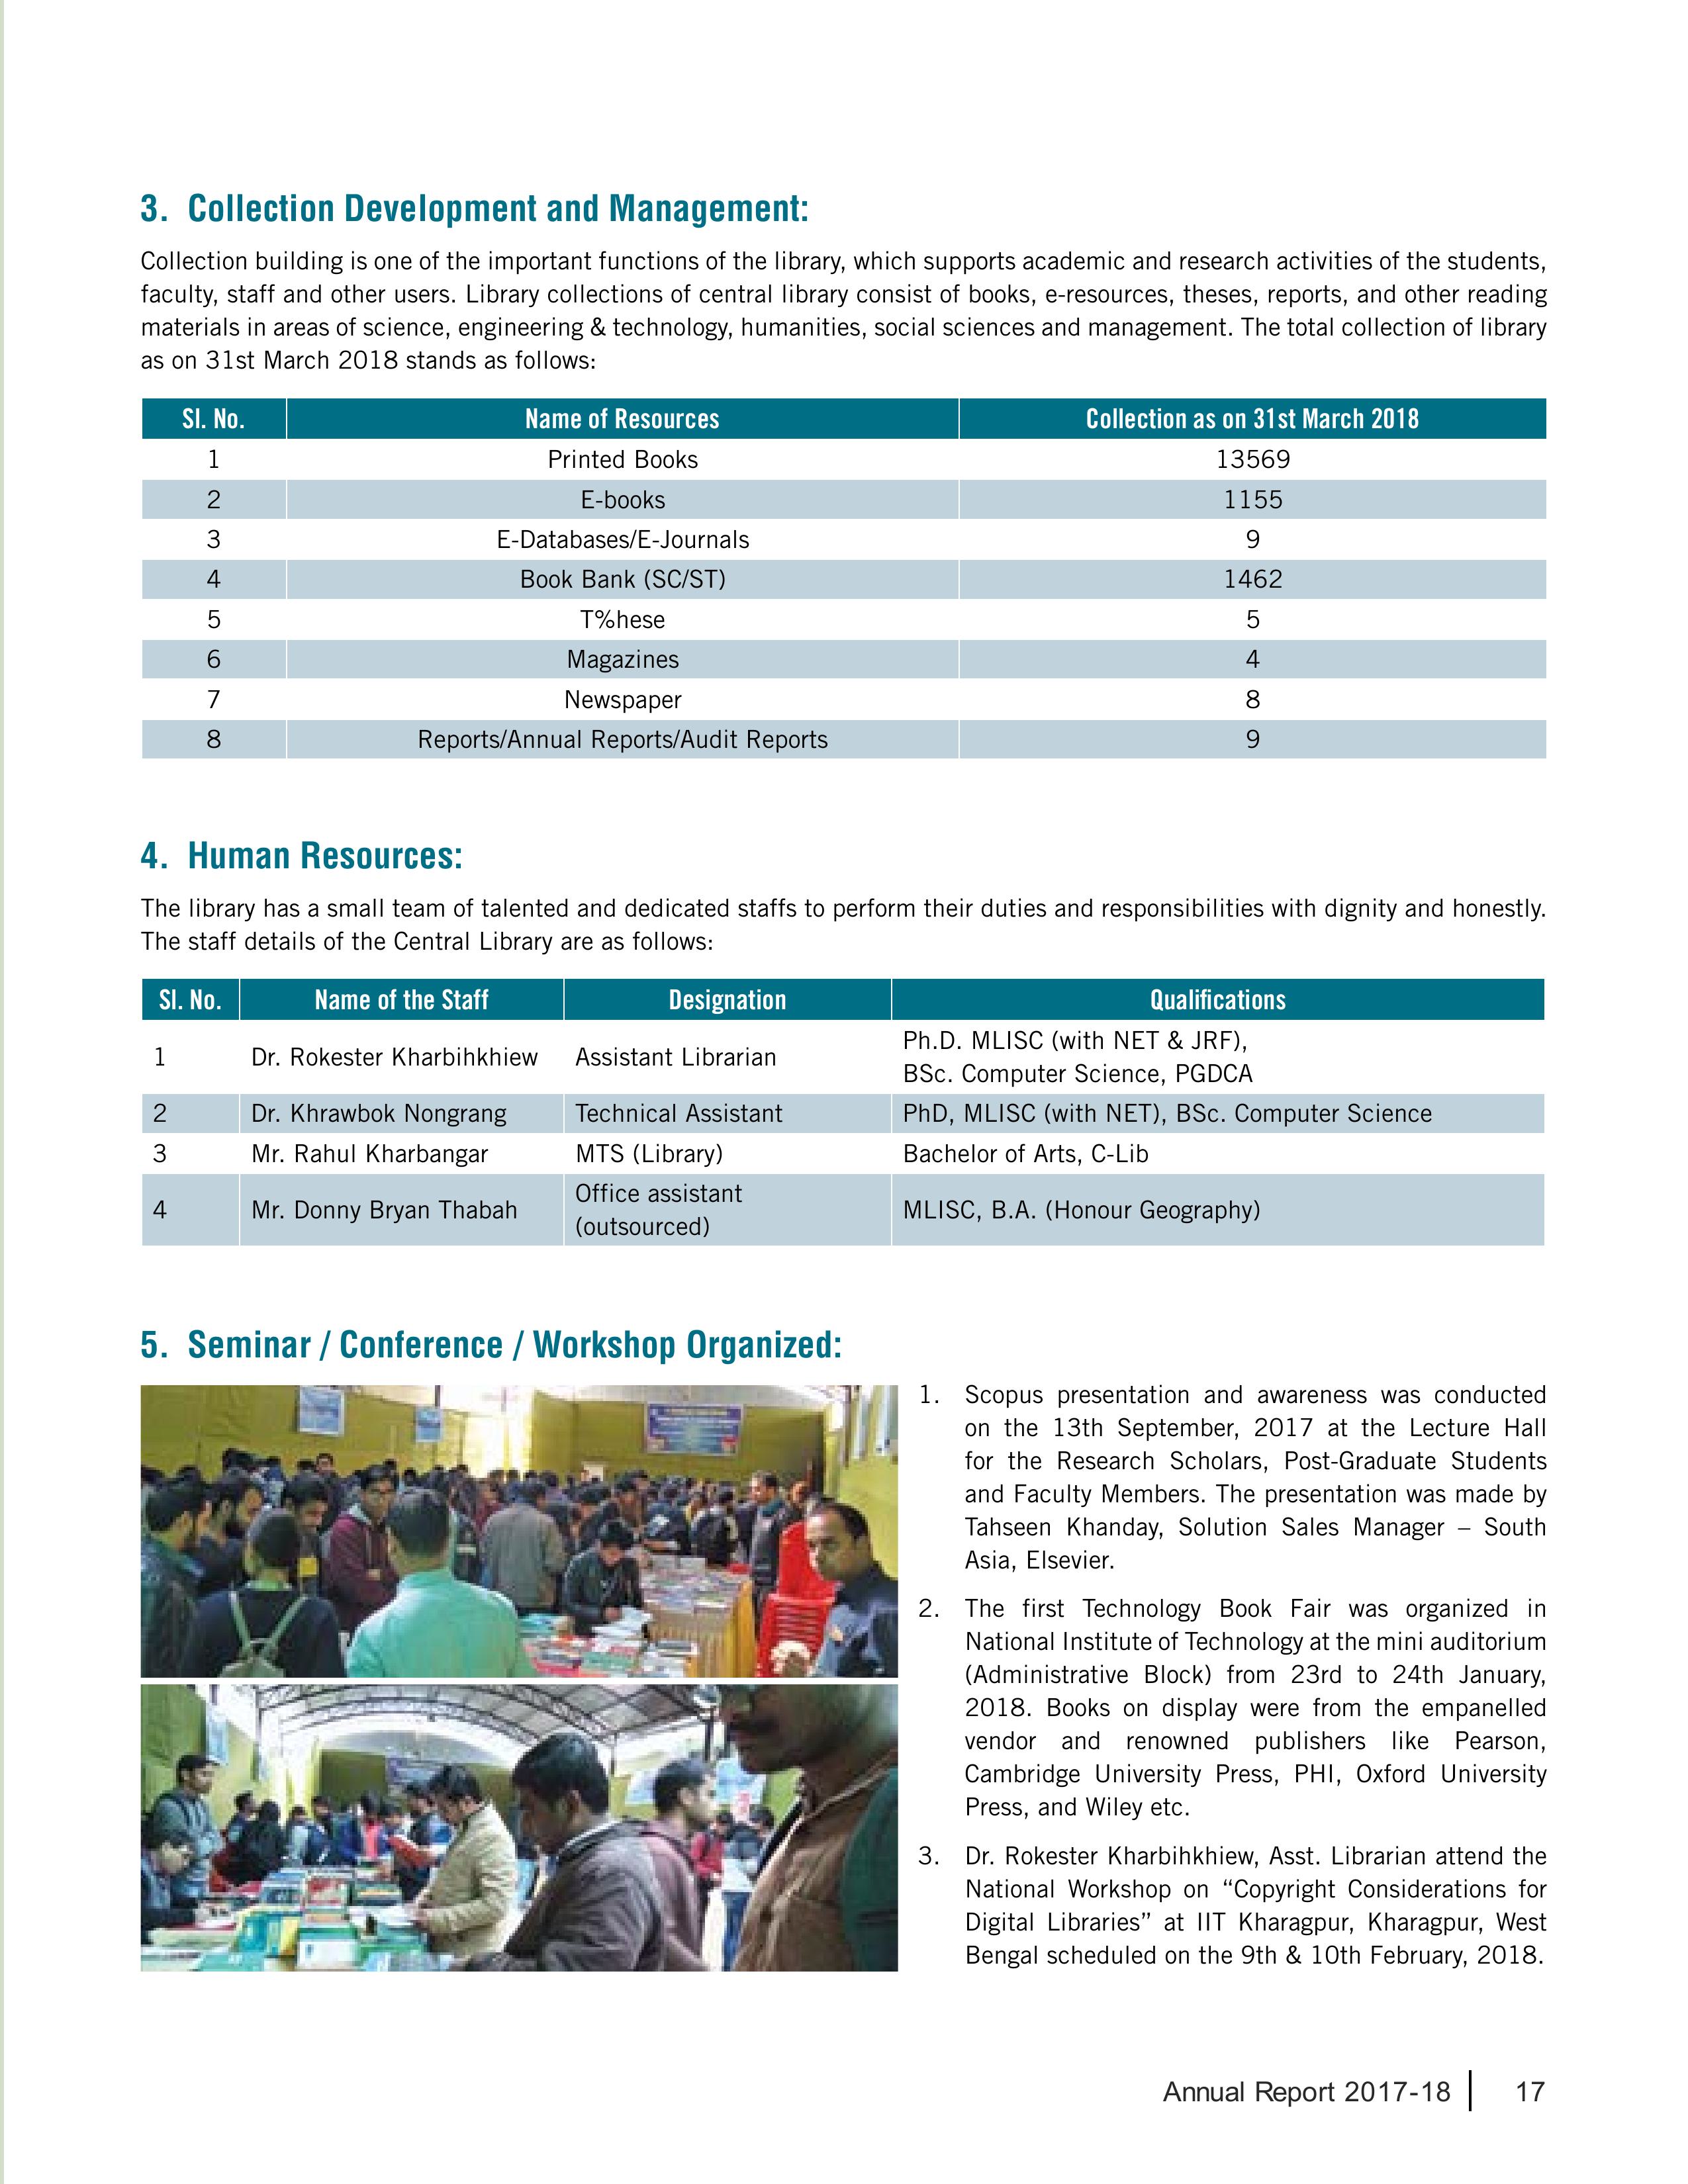 3. Collection Development and Management:
Collection building is one of the important functions of the library, which supports academic and research activities of the students,
faculty, staff and other users. Library collections of central library consist of books, e-resources, theses, reports, and other reading
materials in areas of science, engineering & technology, humanities, social sciences and management. The total collection of library
as on 31st March 2018 stands as follows:
Sl. No. Name of Resources Collection as on 31st March 2018
1 Printed Books 13569
2 E-books 1155
3 E-Databases/E-Journals 9
4 Book Bank (SC/ST) 1462
5 T%hese 5
6 Magazines 4
7 Newspaper 8
8 Reports/Annual Reports/Audit Reports 9
4. Human Resources:
The library has a small team of talented and dedicated staffs to perform their duties and responsibilities with dignity and honestly.
The staff details of the Central Library are as follows:
Sl. No. Name of the Staff Designation Qualifications
1 Dr. Rokester Kharbihkhiew Assistant Librarian Ph.D. MLISC (with NET & JRF),
BSc. Computer Science, PGDCA
2 Dr. Khrawbok Nongrang Technical Assistant PhD, MLISC (with NET), BSc. Computer Science
3 Mr. Rahul Kharbangar MTS (Library) Bachelor of Arts, C-Lib
4 Mr. Donny Bryan Thabah Office assistant
(outsourced) MLISC, B.A. (Honour Geography)
5. Seminar / Conference / Workshop Organized:
1. Scopus presentation and awareness was conducted
on the 13th September, 2017 at the Lecture Hall
for the Research Scholars, Post-Graduate Students
and Faculty Members. The presentation was made by
Tahseen Khanday, Solution Sales Manager – South
Asia, Elsevier.
2. The first Technology Book Fair was organized in
National Institute of Technology at the mini auditorium
(Administrative Block) from 23rd to 24th January,
2018. Books on display were from the empanelled
vendor and renowned publishers like Pearson,
Cambridge University Press, PHI, Oxford University
Press, and Wiley etc.
3. Dr. Rokester Kharbihkhiew, Asst. Librarian attend the
National Workshop on “Copyright Considerations for
Digital Libraries” at IIT Kharagpur, Kharagpur, West
Bengal scheduled on the 9th & 10th February, 2018.
Annual Report 2017-18 17